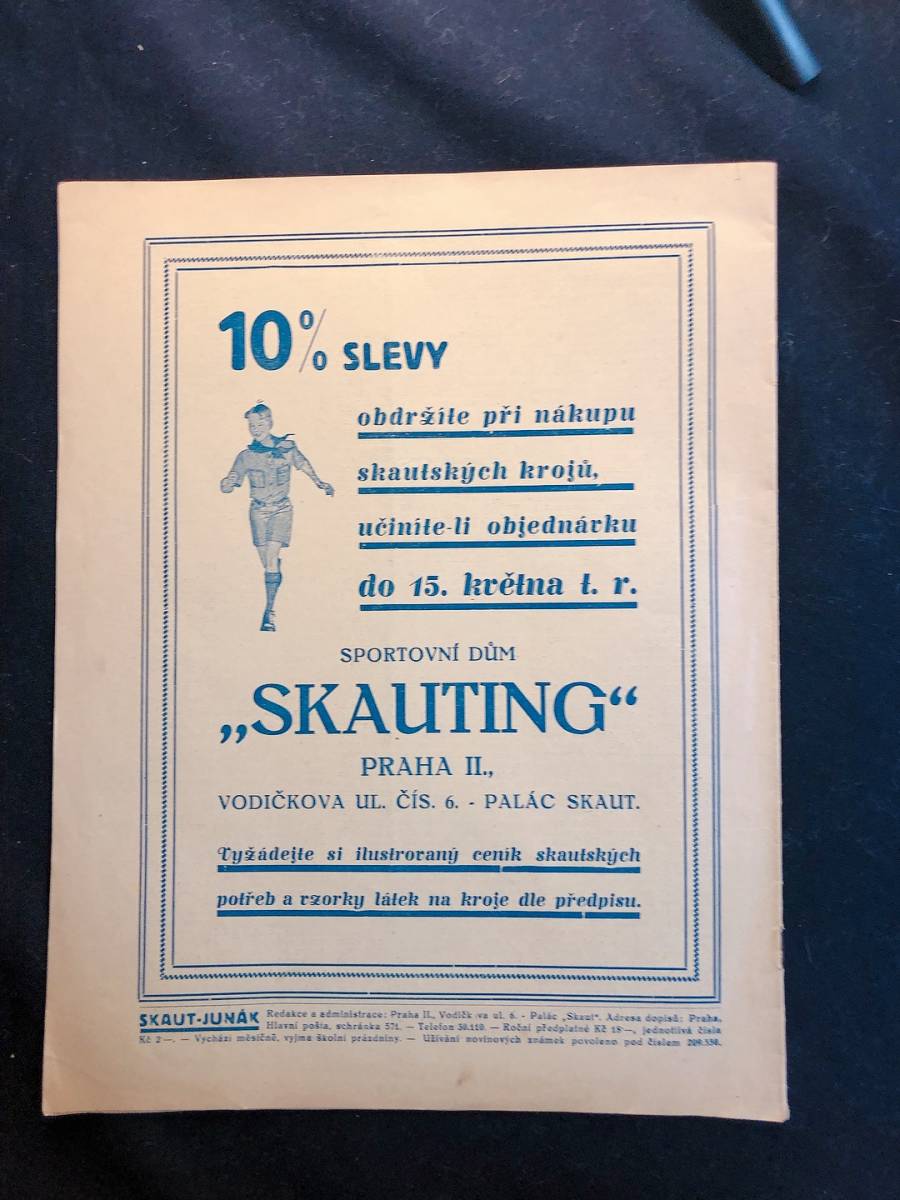 10% SLEVY
obdržíte při nákupu
skautských krojů,
učiníte-li objednávku
do 15. května t. r.
SPORTOVNÍ DŮM
„SKAUTING“
PRAHA II.,
VODIČKOVA UL. ČÍS. 6. - PALÁC SKAUT.
Vyžádejte si ilustrovaný ceník skautských
potřeb a vzorky látek na kroje dle předpisu.
SKAUT-JUNÁK Redakce a administrace: Praha II., Vodičkova ul. 6. - Palác „Skaut“. Adresa dopisů: Praha,
Hlavní pošta, schránka 571. — Telefon 30.110. — Roční předplatné Kč 18—, jednotlivá čísla
Kč 2—. — Vychází měsíčně, vyjma školní prázdniny. — Užívání novinových známek povoleno pod číslem